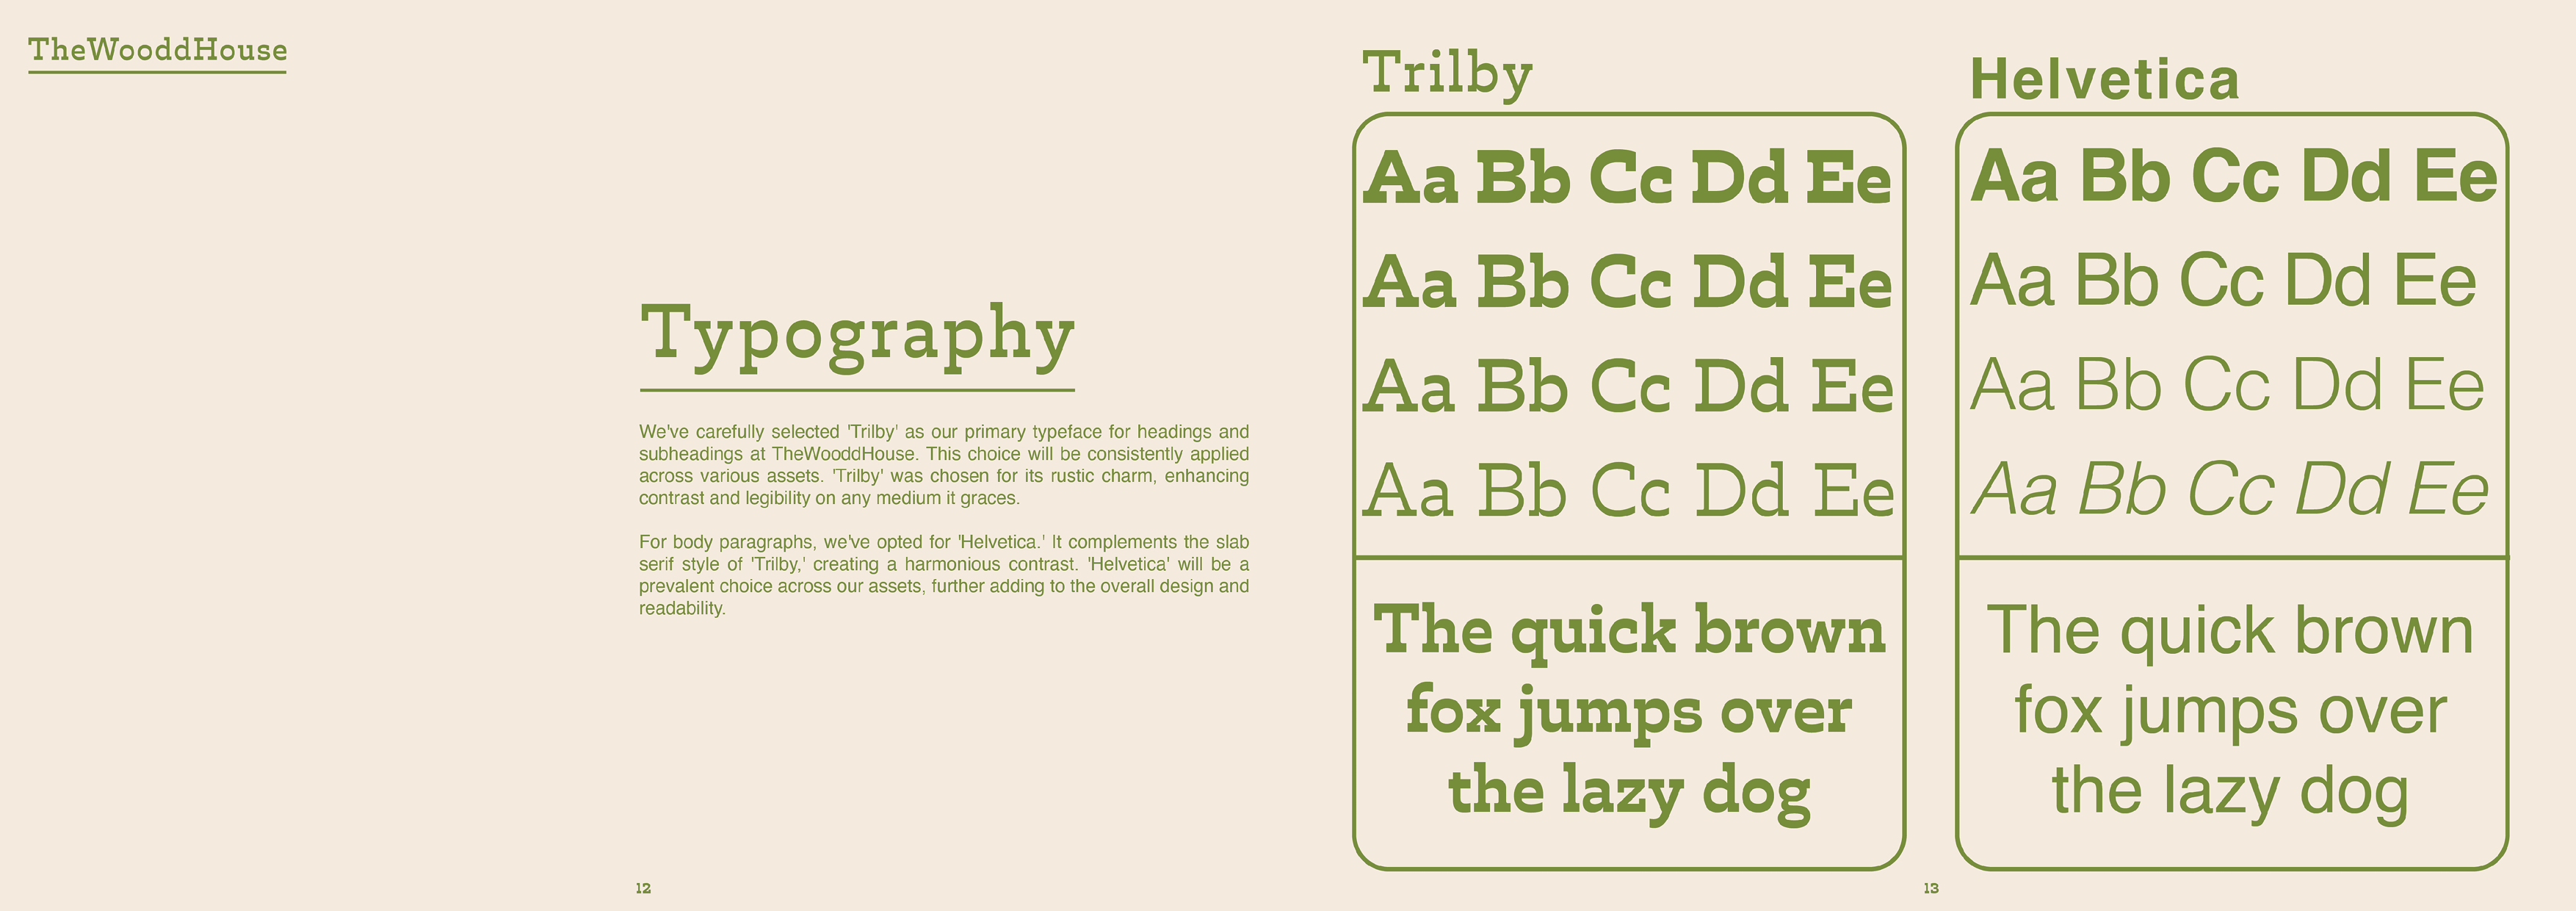 TheWooddHouse
Typography
We've carefully selected 'Trilby' as our primary typeface for headings and
subheadings at TheWooddHouse. This choice will be consistently applied
across various assets. 'Trilby' was chosen for its rustic charm, enhancing
contrast and legibility on any medium it graces.
For body paragraphs, we've opted for 'Helvetica.' It complements the slab
serif style of 'Trilby,' creating a harmonious contrast. 'Helvetica' will be a
prevalent choice across our assets, further adding to the overall design and
readability.
12
Trilby
Aa Bb Cc Dd Ee
Aa Bb Cc Dd Ee
Aa Bb Cc Dd Ee
Aa Bb Cc Dd Ee
The quick brown
fox jumps over
the lazy dog
Helvetica
Aa Bb Cc Dd Ee
Aa Bb Cc Dd Ee
Aa Bb Cc Dd Ee
Aa Bb Cc Dd Ee
The quick brown
fox jumps over
the lazy dog
13